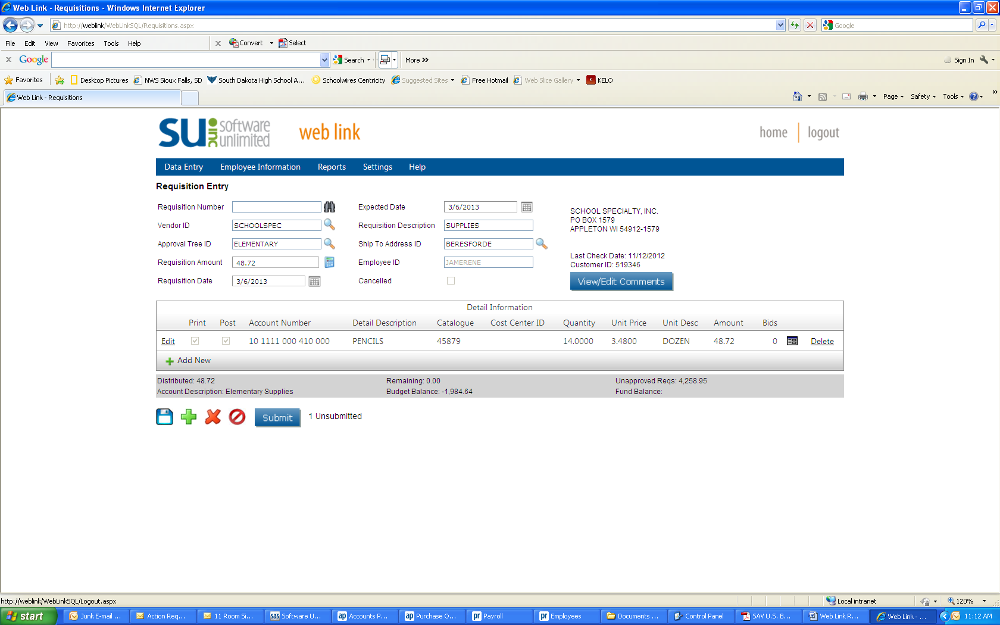 Web Link - Requisitions - Windows Internet Explorer
http://weblink/WebLinkSQL/Requisitions.aspx
Google
File Edit View Favorites Tools Help
x Convert Select
x Google Search More »
Sign In
Favorites Desktop Pictures NWS Sioux Falls, SD South Dakota High School A... Schoolwires Centricity Suggested Sites Free Hotmail Web Slice Gallery KELO
Web Link - Requisitions
Page Safety Tools »
SUi software unlimited inc
web link
home | logout
Data Entry Employee Information Reports Settings Help
Requisition Entry
Requisition Number
Expected Date 3/6/2013
SCHOOL SPECIALTY, INC.
PO BOX 1579
APPLETON WI 54912-1579
Vendor ID SCHOOLSPEC
Requisition Description SUPPLIES
Approval Tree ID ELEMENTARY
Ship To Address ID BERESFORDE
Last Check Date: 11/12/2012
Customer ID: 519346
Requisition Amount 48.72
Employee ID JAMERENE
Requisition Date 3/6/2013
Cancelled
View/Edit Comments
Detail Information
Print Post Account Number Detail Description Catalogue Cost Center ID Quantity Unit Price Unit Desc Amount Bids
Edit 10 1111 000 410 000 PENCILS 45879 14.0000 3.4800 DOZEN 48.72 0 Delete
Add New
Distributed: 48.72 Remaining: 0.00 Unapproved Reqs: 4,258.95
Account Description: Elementary Supplies Budget Balance: -1,984.64 Fund Balance:
Submit 1 Unsubmitted
http://weblink/WebLinkSQL/Logout.aspx
Local intranet
120%
start Junk E-mail ... Action Req... 11 Room Si... sas Software U... ap Accounts P... ap Purchase O... pr Payroll pr Employees Documents ... Control Panel SAV U.S. B... Web Link R... Web Link - ... 11:12 AM